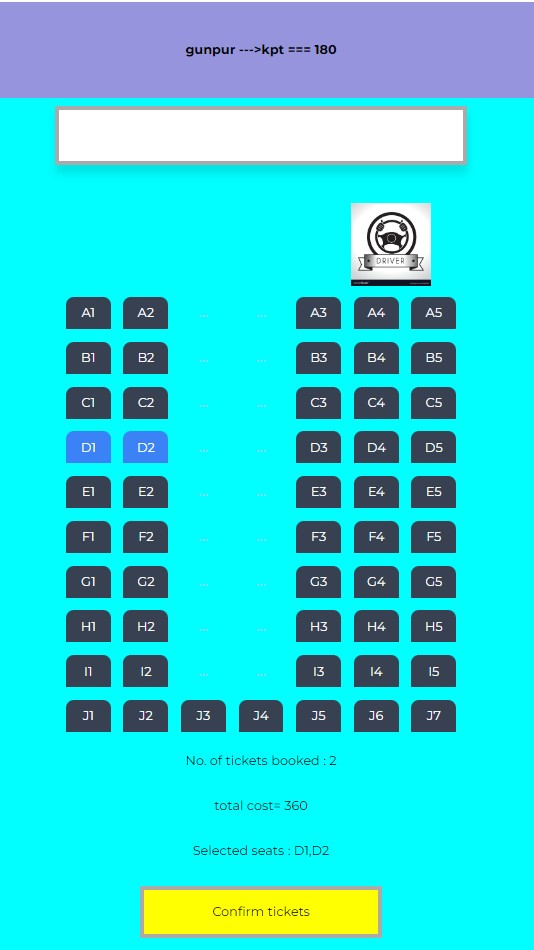 gunpur --->kpt === 180
DRIVER
A1 A2 ... ... A3 A4 A5
B1 B2 ... ... B3 B4 B5
C1 C2 ... ... C3 C4 C5
D1 D2 ... ... D3 D4 D5
E1 E2 ... ... E3 E4 E5
F1 F2 ... ... F3 F4 F5
G1 G2 ... ... G3 G4 G5
H1 H2 ... ... H3 H4 H5
I1 I2 ... ... I3 I4 I5
J1 J2 J3 J4 J5 J6 J7
No. of tickets booked : 2
total cost= 360
Selected seats : D1,D2
Confirm tickets